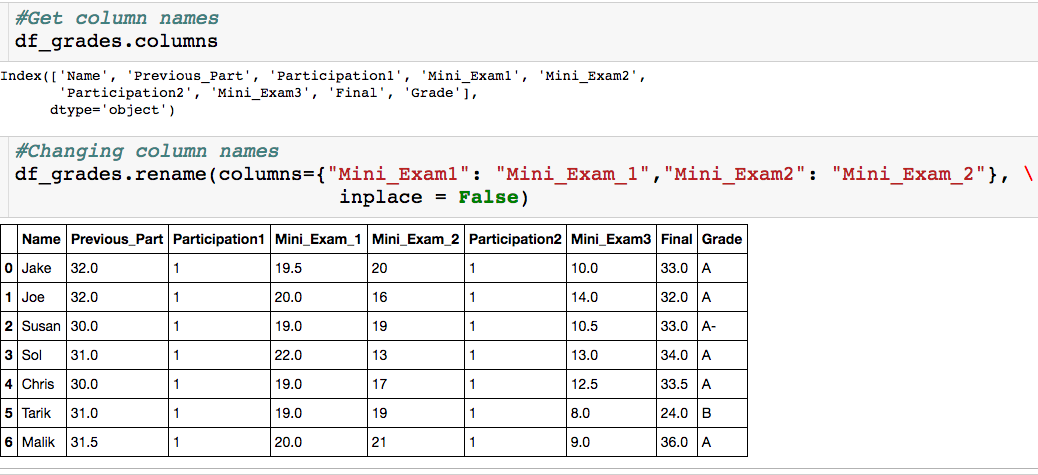 #Get column names
df_grades.columns
Index(['Name', 'Previous_Part', 'Participation1', 'Mini_Exam1', 'Mini_Exam2',
'Participation2', 'Mini_Exam3', 'Final', 'Grade'],
dtype='object')
#Changing column names
df_grades.rename(columns={"Mini_Exam1": "Mini_Exam_1","Mini_Exam2": "Mini_Exam_2"}, \
inplace = False)
Name Previous_Part Participation1 Mini_Exam_1 Mini_Exam_2 Participation2 Mini_Exam3 Final Grade
0 Jake 32.0 1 19.5 20 1 10.0 33.0 A
1 Joe 32.0 1 20.0 16 1 14.0 32.0 A
2 Susan 30.0 1 19.0 19 1 10.5 33.0 A-
3 Sol 31.0 1 22.0 13 1 13.0 34.0 A
4 Chris 30.0 1 19.0 17 1 12.5 33.5 A
5 Tarik 31.0 1 19.0 19 1 8.0 24.0 B
6 Malik 31.5 1 20.0 21 1 9.0 36.0 A